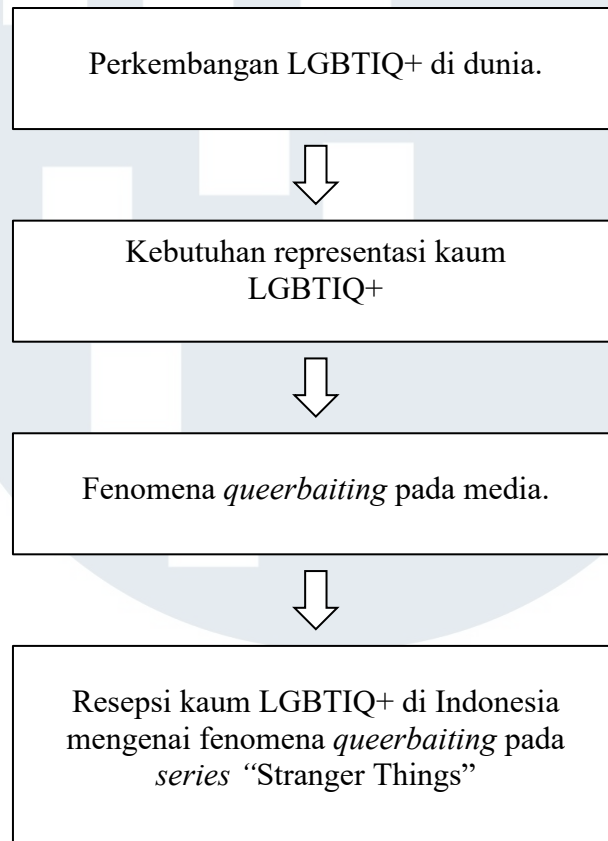 Perkembangan LGBTIQ+ di dunia.
Kebutuhan representasi kaum
LGBTIQ+
Fenomena queerbaiting pada media.
Resepsi kaum LGBTIQ+ di Indonesia
mengenai fenomena queerbaiting pada
series “Stranger Things”